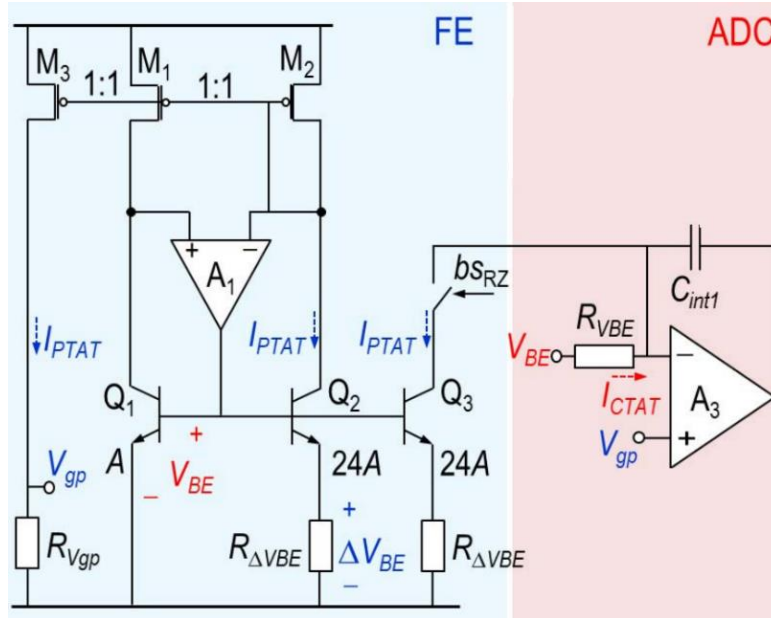 FE
ADC
M3
1:1
M1
1:1
M2
+
−
A1
bsRZ
Cint1
RVBE
IPTAT
IPTAT
IPTAT
VBE
−
ICTAT
A3
Vgp
+
Q1
Q2
Q3
+
A
VBE
24A
24A
−
Vgp
+
RVgp
RΔVBE
ΔVBE
RΔVBE
−